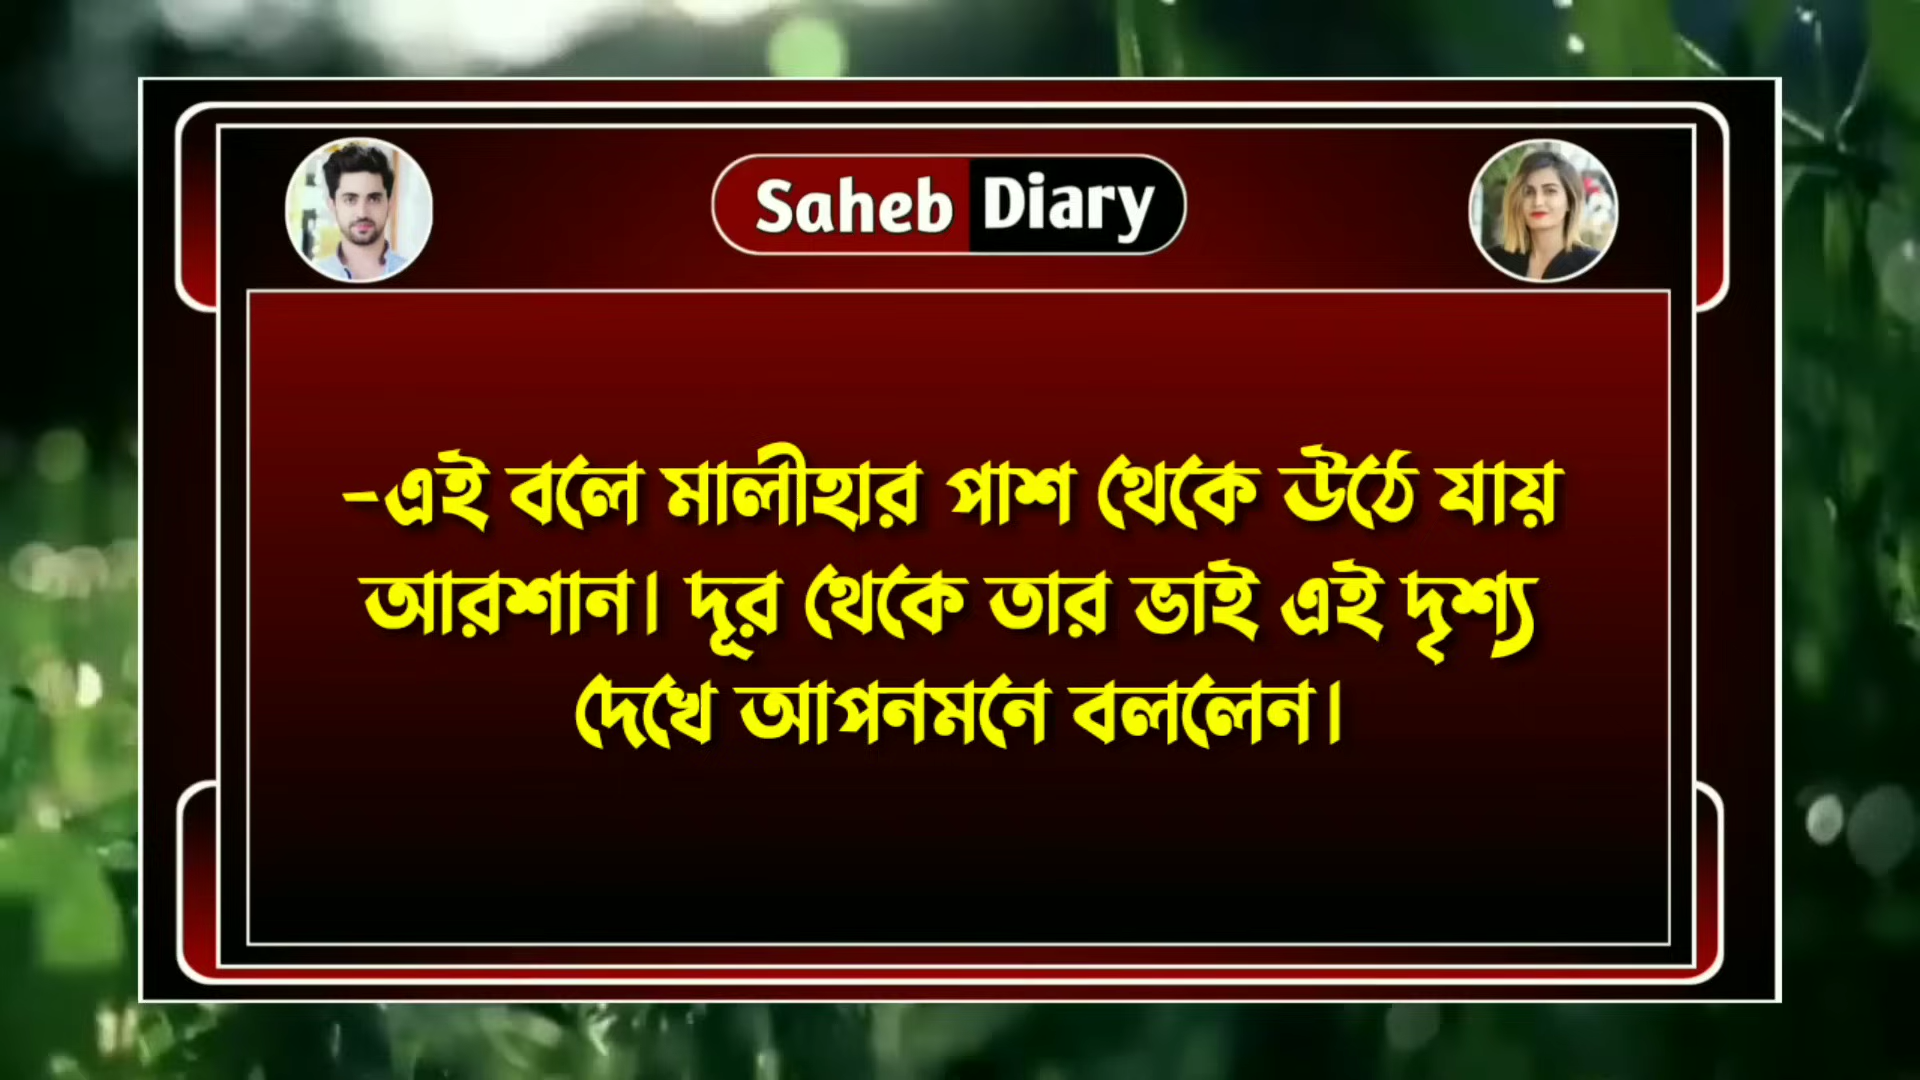 Saheb Diary
-এই বলে মালীহার পাশ থেকে উঠে যায়
আরশান। দূর থেকে তার ভাই এই দৃশ্য
দেখে আপনমনে বললেন।